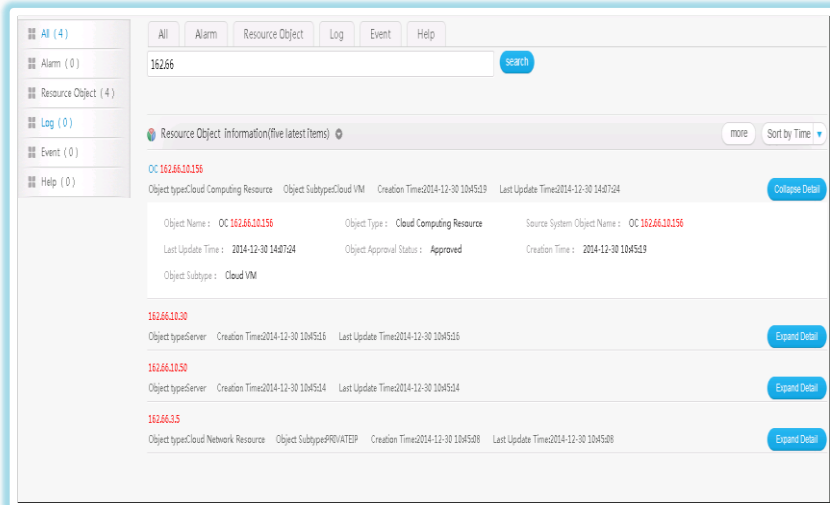 All ( 4 )
Alarm ( 0 )
Resource Object ( 4 )
Log ( 0 )
Event ( 0 )
Help ( 0 )
All Alarm Resource Object Log Event Help
162.66 search
Resource Object information(five latest items) more Sort by Time
OC 162.66.10.156
Object type:Cloud Computing Resource Object Subtype:Cloud VM Creation Time:2014-12-30 10:45:19 Last Update Time:2014-12-30 14:07:24 Collapse Detail
Object Name : OC 162.66.10.156 Object Type : Cloud Computing Resource Source System Object Name : OC 162.66.10.156
Last Update Time : 2014-12-30 14:07:24 Object Approval Status : Approved Creation Time : 2014-12-30 10:45:19
Object Subtype : Cloud VM
162.66.10.30
Object type:Server Creation Time:2014-12-30 10:45:16 Last Update Time:2014-12-30 10:45:16 Expand Detail
162.66.10.50
Object type:Server Creation Time:2014-12-30 10:45:14 Last Update Time:2014-12-30 10:45:14 Expand Detail
162.66.3.5
Object type:Cloud Network Resource Object Subtype:PRIVATEIP Creation Time:2014-12-30 10:45:08 Last Update Time:2014-12-30 10:45:08 Expand Detail